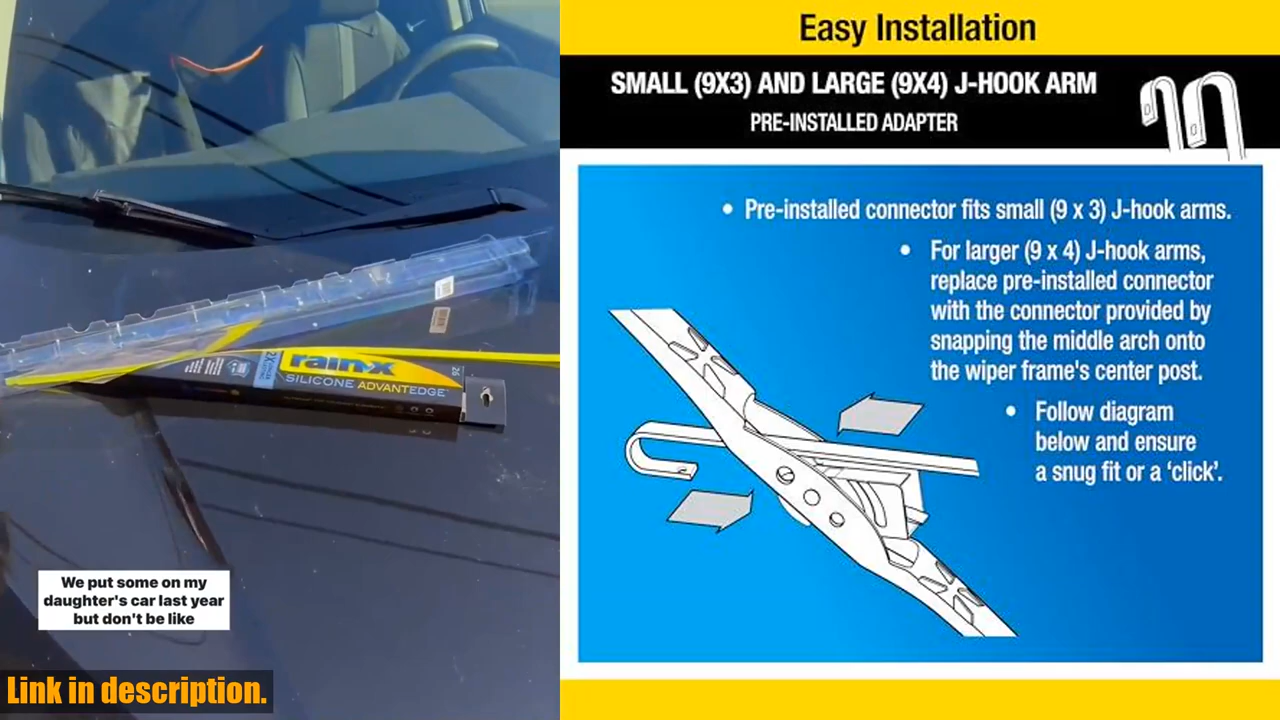 rain-x
SILICONE ADVANTEDGE
26
2X
We put some on my
daughter's car last year
but don't be like
Link in description.
Easy Installation
SMALL (9X3) AND LARGE (9X4) J-HOOK ARM
PRE-INSTALLED ADAPTER
• Pre-installed connector fits small (9 x 3) J-hook arms.
• For larger (9 x 4) J-hook arms,
replace pre-installed connector
with the connector provided by
snapping the middle arch onto
the wiper frame's center post.
• Follow diagram
below and ensure
a snug fit or a ‘click’.